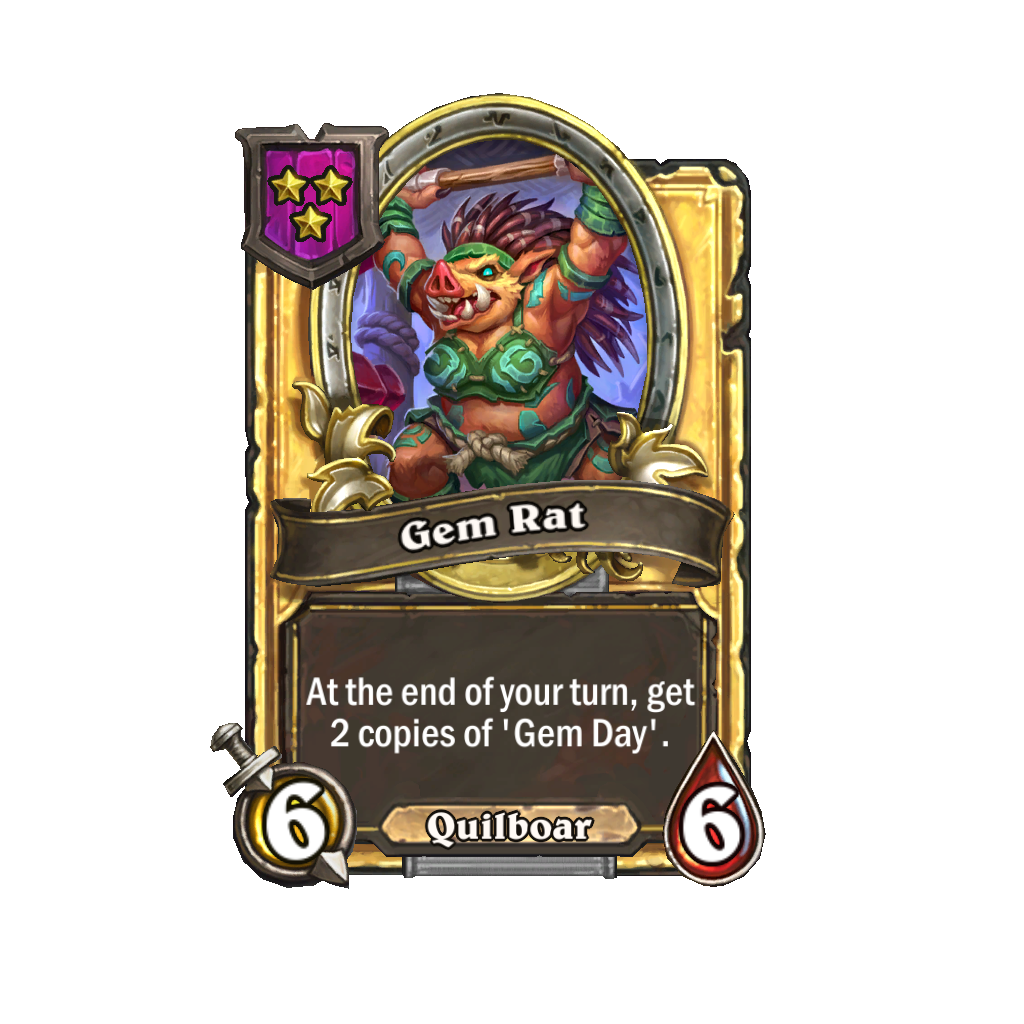 Gem Rat
At the end of your turn, get
2 copies of 'Gem Day'.
6
Quilboar
6